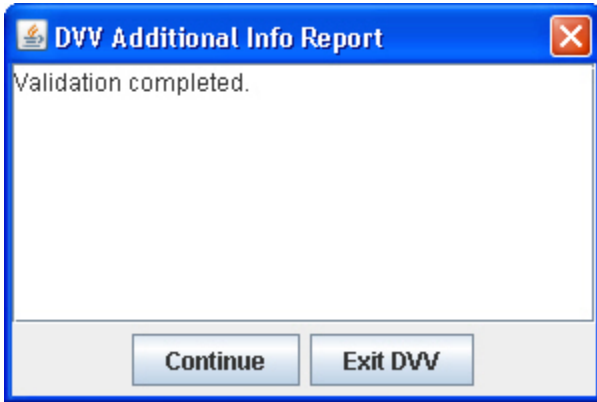 DVV Additional Info Report
Validation completed.
Continue Exit DVV